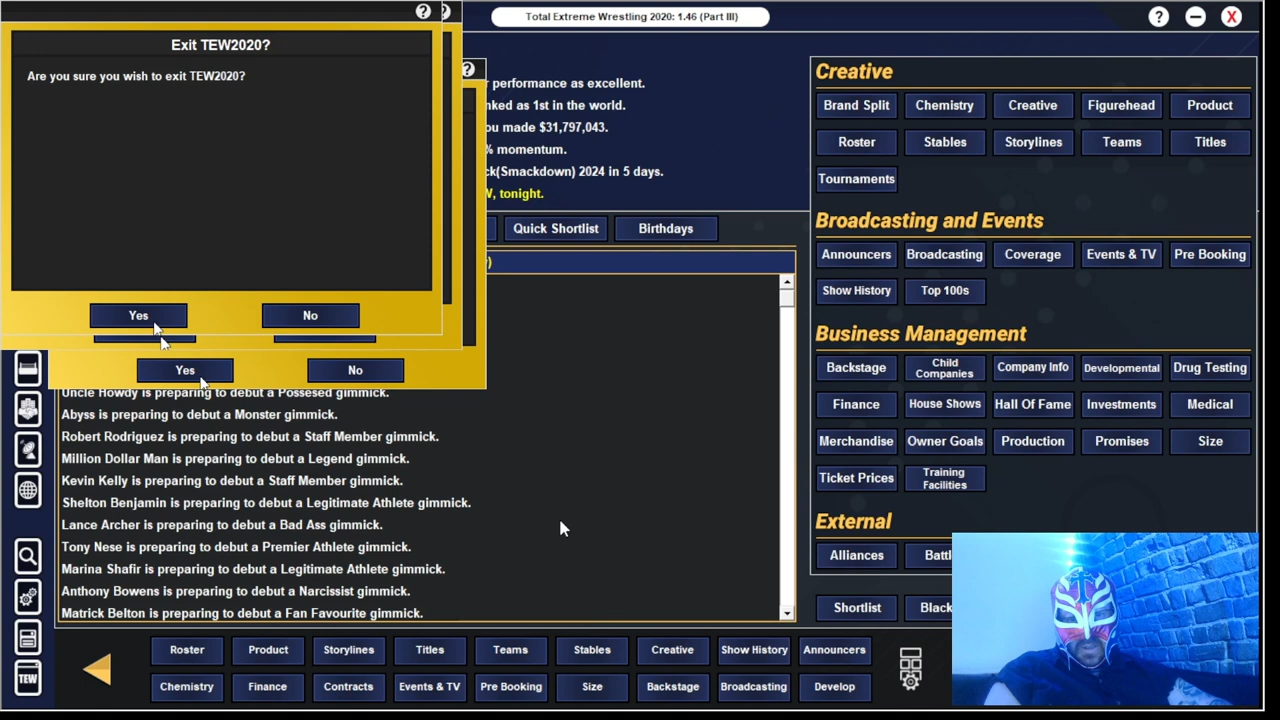 Total Extreme Wrestling 2020: 1.46 (Part III)
Exit TEW2020?
Are you sure you wish to exit TEW2020?
Yes
No
Yes
No
performance as excellent.
nked as 1st in the world.
ou made $31,797,043.
% momentum.
ck(Smackdown) 2024 in 5 days.
W, tonight.
Quick Shortlist
Birthdays
Uncle Howdy is preparing to debut a Possesed gimmick.
Abyss is preparing to debut a Monster gimmick.
Robert Rodriguez is preparing to debut a Staff Member gimmick.
Million Dollar Man is preparing to debut a Legend gimmick.
Kevin Kelly is preparing to debut a Staff Member gimmick.
Shelton Benjamin is preparing to debut a Legitimate Athlete gimmick.
Lance Archer is preparing to debut a Bad Ass gimmick.
Tony Nese is preparing to debut a Premier Athlete gimmick.
Marina Shafir is preparing to debut a Legitimate Athlete gimmick.
Anthony Bowens is preparing to debut a Narcissist gimmick.
Matrick Belton is preparing to debut a Fan Favourite gimmick.
Creative
Brand Split Chemistry Creative Figurehead Product
Roster Stables Storylines Teams Titles
Tournaments
Broadcasting and Events
Announcers Broadcasting Coverage Events & TV Pre Booking
Show History Top 100s
Business Management
Backstage Child Companies Company Info Developmental Drug Testing
Finance House Shows Hall Of Fame Investments Medical
Merchandise Owner Goals Production Promises Size
Ticket Prices Training Facilities
External
Alliances Battl
Shortlist Black
TEW
Roster Product Storylines Titles Teams Stables Creative Show History Announcers
Chemistry Finance Contracts Events & TV Pre Booking Size Backstage Broadcasting Develop